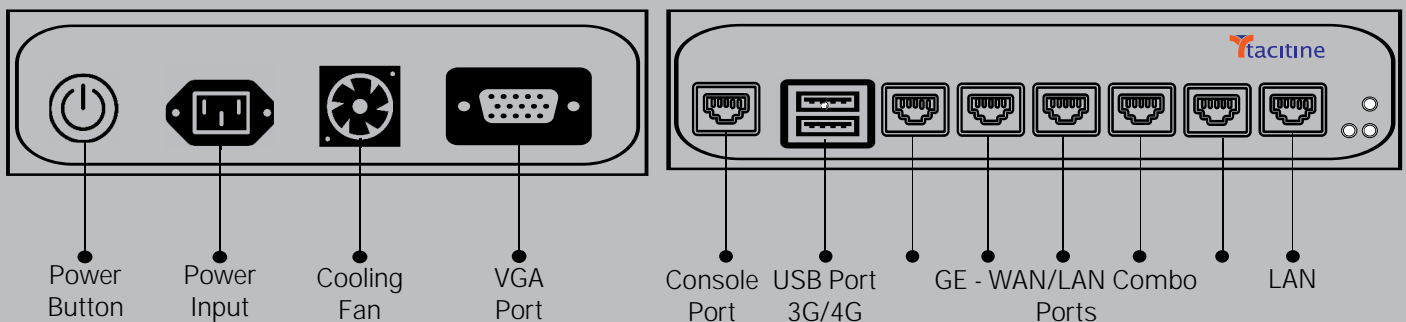 tacitine
Power
Button
Power
Input
Cooling
Fan
VGA
Port
Console
Port
USB Port
3G/4G
GE - WAN/LAN Combo
Ports
LAN